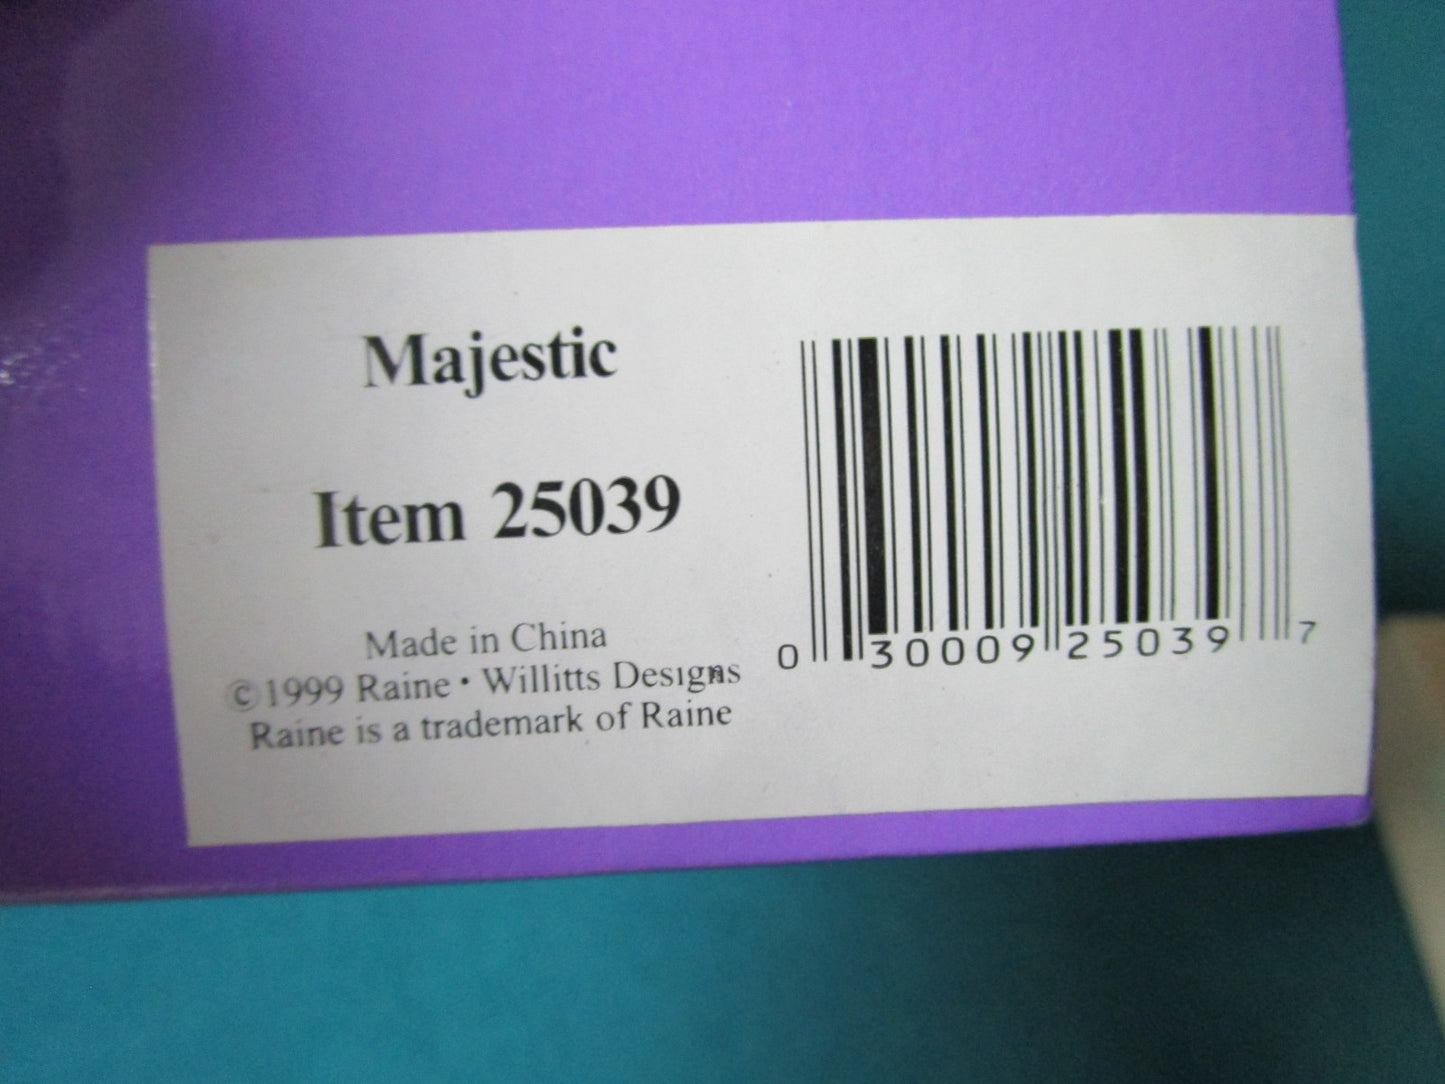 Majestic
Item 25039
Made in China
©1999 Raine • Willitts Designs
Raine is a trademark of Raine
0 30009 25039 7